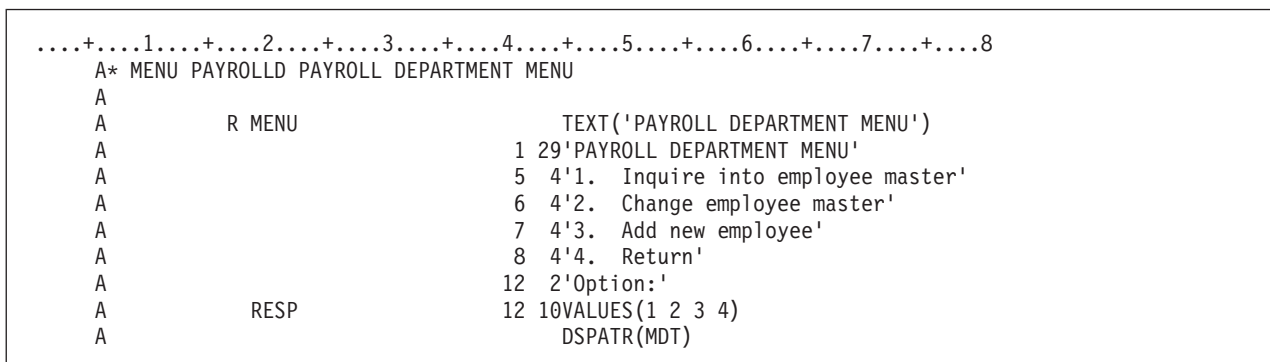 ....+....1....+....2....+....3....+....4....+....5....+....6....+....7....+....8
A* MENU PAYROLLD PAYROLL DEPARTMENT MENU
A
A R MENU TEXT('PAYROLL DEPARTMENT MENU')
A 1 29'PAYROLL DEPARTMENT MENU'
A 5 4'1. Inquire into employee master'
A 6 4'2. Change employee master'
A 7 4'3. Add new employee'
A 8 4'4. Return'
A 12 2'Option:'
A RESP 12 10VALUES(1 2 3 4)
A DSPATR(MDT)